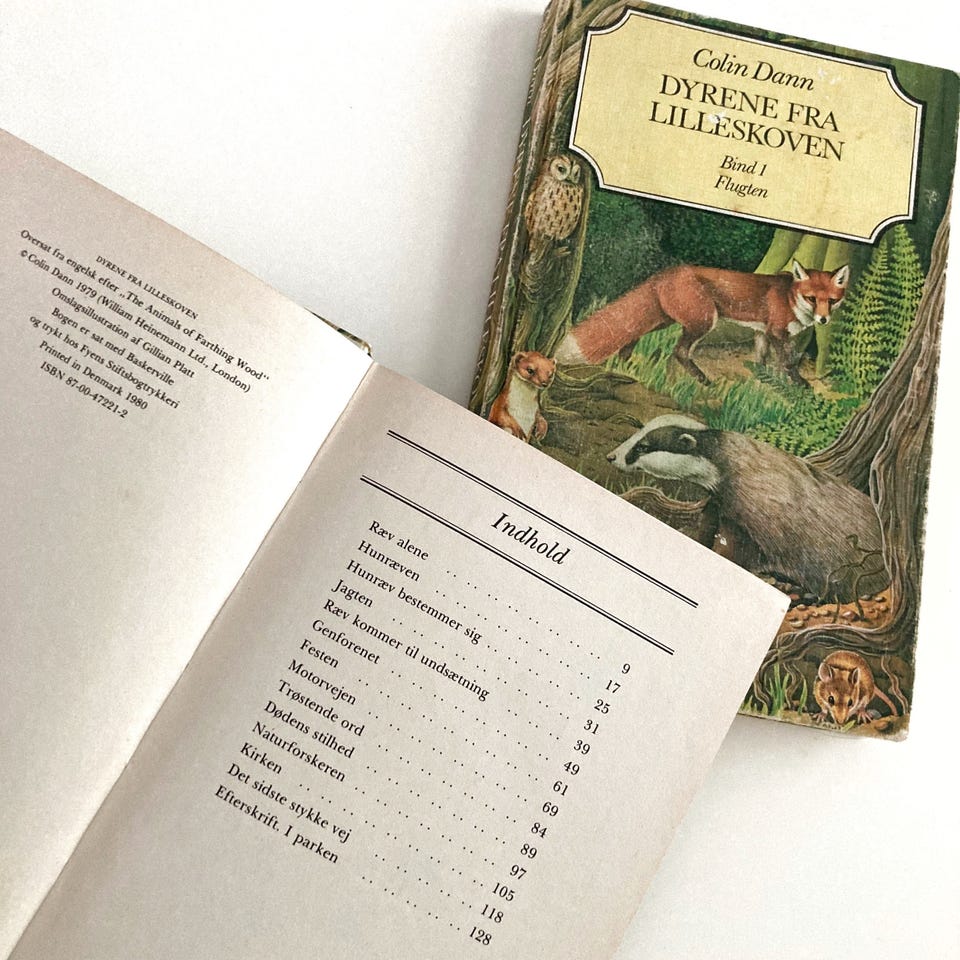 Colin Dann
DYRENE FRA
LILLESKOVEN
Bind 1
Flugten
DYRENE FRA LILLESKOVEN
Oversat fra engelsk efter „The Animals of Farthing Wood“
© Colin Dann 1979 (William Heinemann Ltd., London)
Omslagsillustration af Gillian Platt
Bogen er sat med Baskerville
og trykt hos Fyens Stiftsbogtrykkeri
Printed in Denmark 1980
ISBN 87-00-47221-2
Indhold
Ræv alene . . . . . . . . . . . . . . . . 9
Hunræven . . . . . . . . . . . . . . . . 17
Hunræv bestemmer sig . . . . . . . . . . . 25
Jagten . . . . . . . . . . . . . . . . . . 31
Ræv kommer til undsætning . . . . . . . . 39
Genforenet . . . . . . . . . . . . . . . . 49
Festen . . . . . . . . . . . . . . . . . . 61
Motorvejen . . . . . . . . . . . . . . . . 69
Trøstende ord . . . . . . . . . . . . . . 84
Dødens stilhed . . . . . . . . . . . . . . 89
Naturforskeren . . . . . . . . . . . . . . 97
Kirken . . . . . . . . . . . . . . . . . . 105
Det sidste stykke vej . . . . . . . . . . 118
Efterskrift. I parken . . . . . . . . . . 128